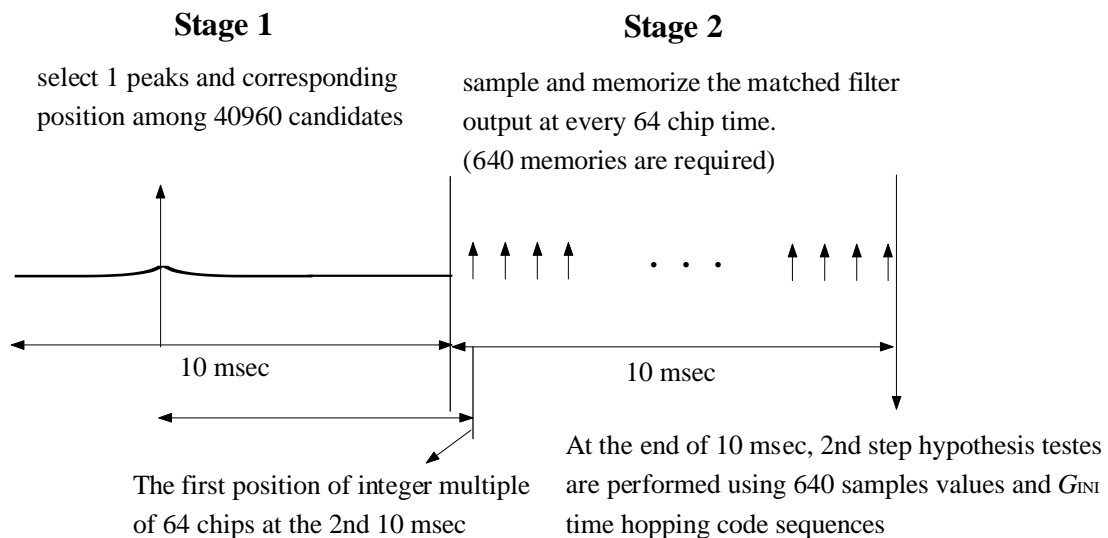 Stage 1
select 1 peaks and corresponding
position among 40960 candidates
Stage 2
sample and memorize the matched filter
output at every 64 chip time.
(640 memories are required)
. . .
10 msec
10 msec
The first position of integer multiple
of 64 chips at the 2nd 10 msec
At the end of 10 msec, 2nd step hypothesis testes
are performed using 640 samples values and GINI
time hopping code sequences